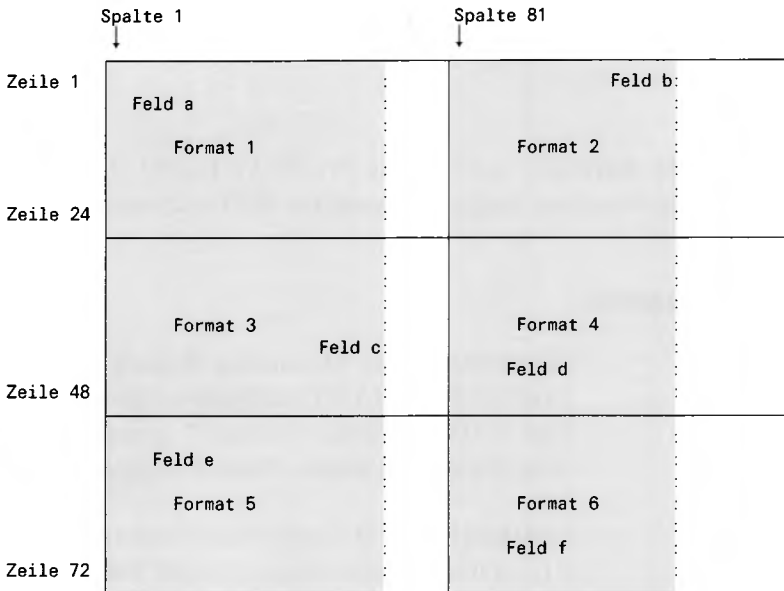 Spalte 1 Spalte 81
Zeile 1 Feld b
Feld a
Format 1 Format 2
Zeile 24
Format 3 Format 4
Feld c
Feld d
Zeile 48
Feld e
Format 5 Format 6
Feld f
Zeile 72